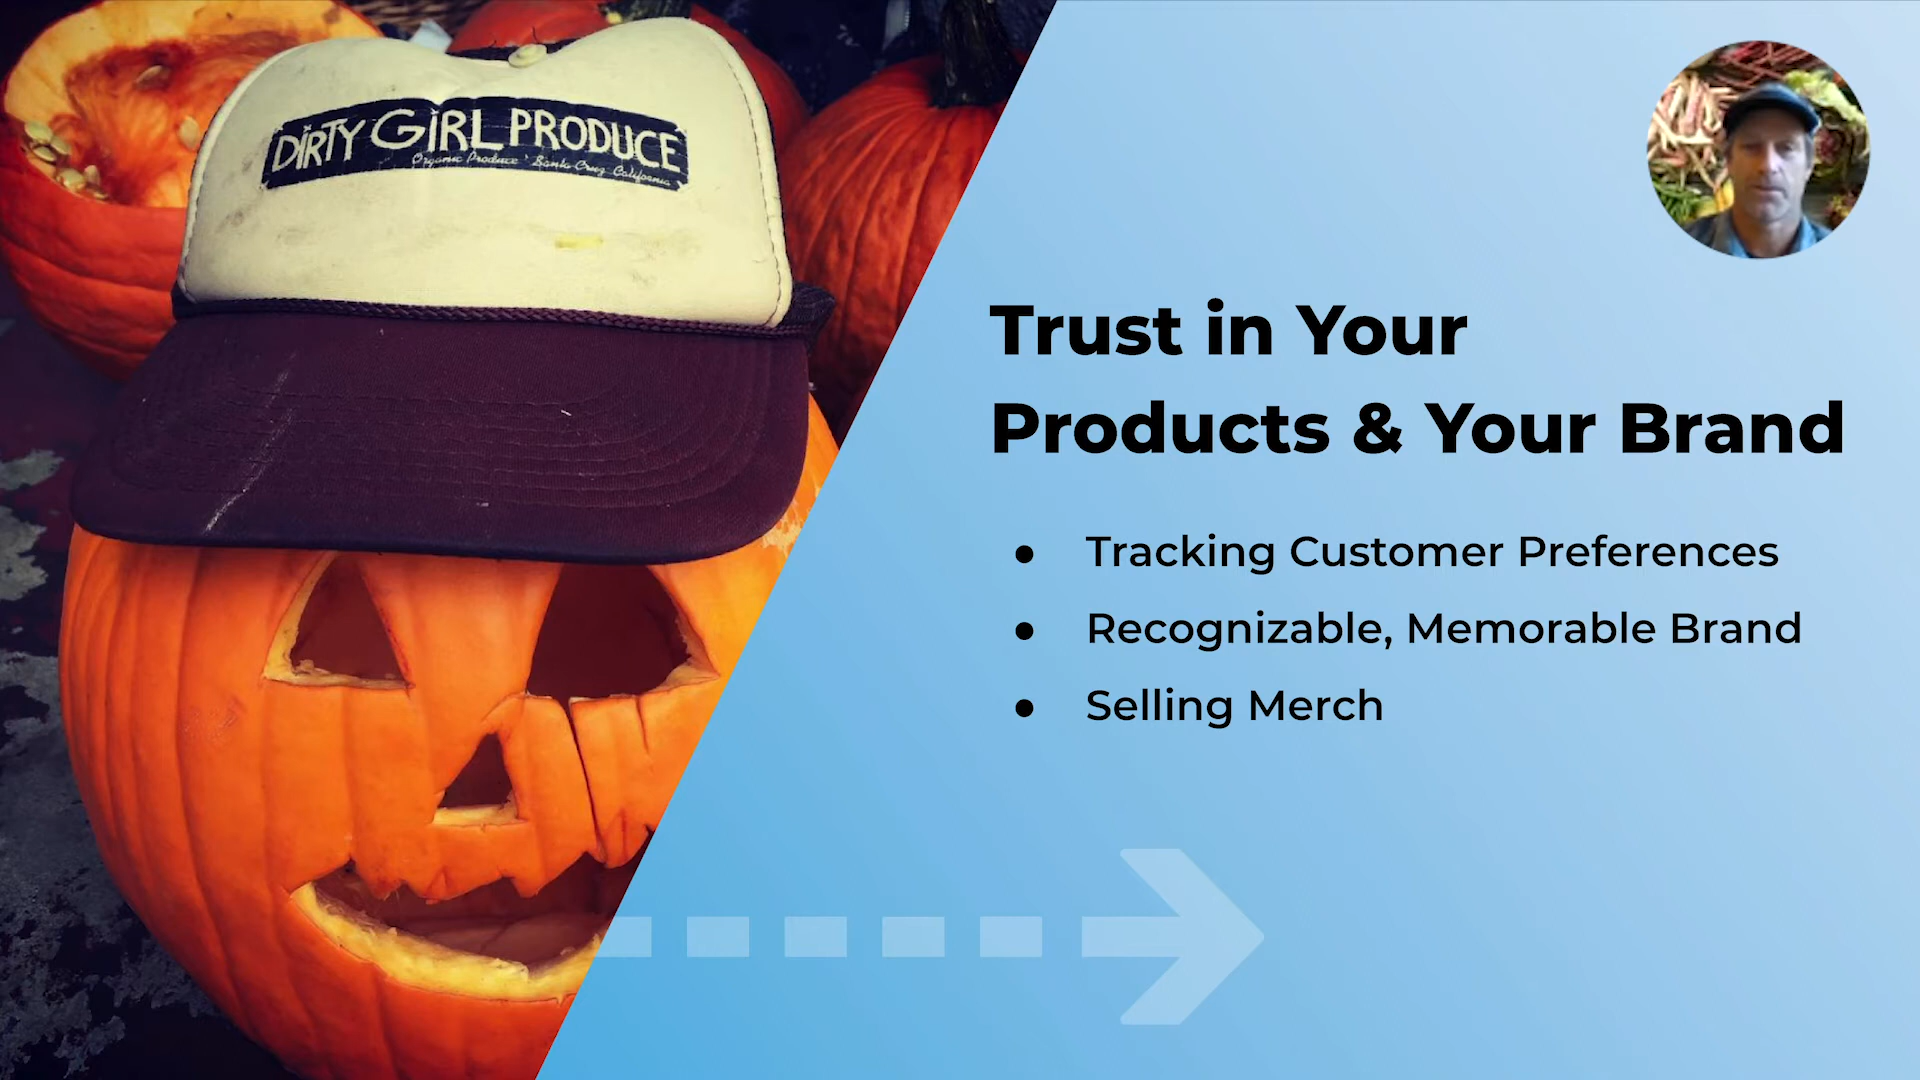 DIRTY GIRL PRODUCE
Organic Produce • Santa Cruz, California
Trust in Your
Products & Your Brand
• Tracking Customer Preferences
• Recognizable, Memorable Brand
• Selling Merch